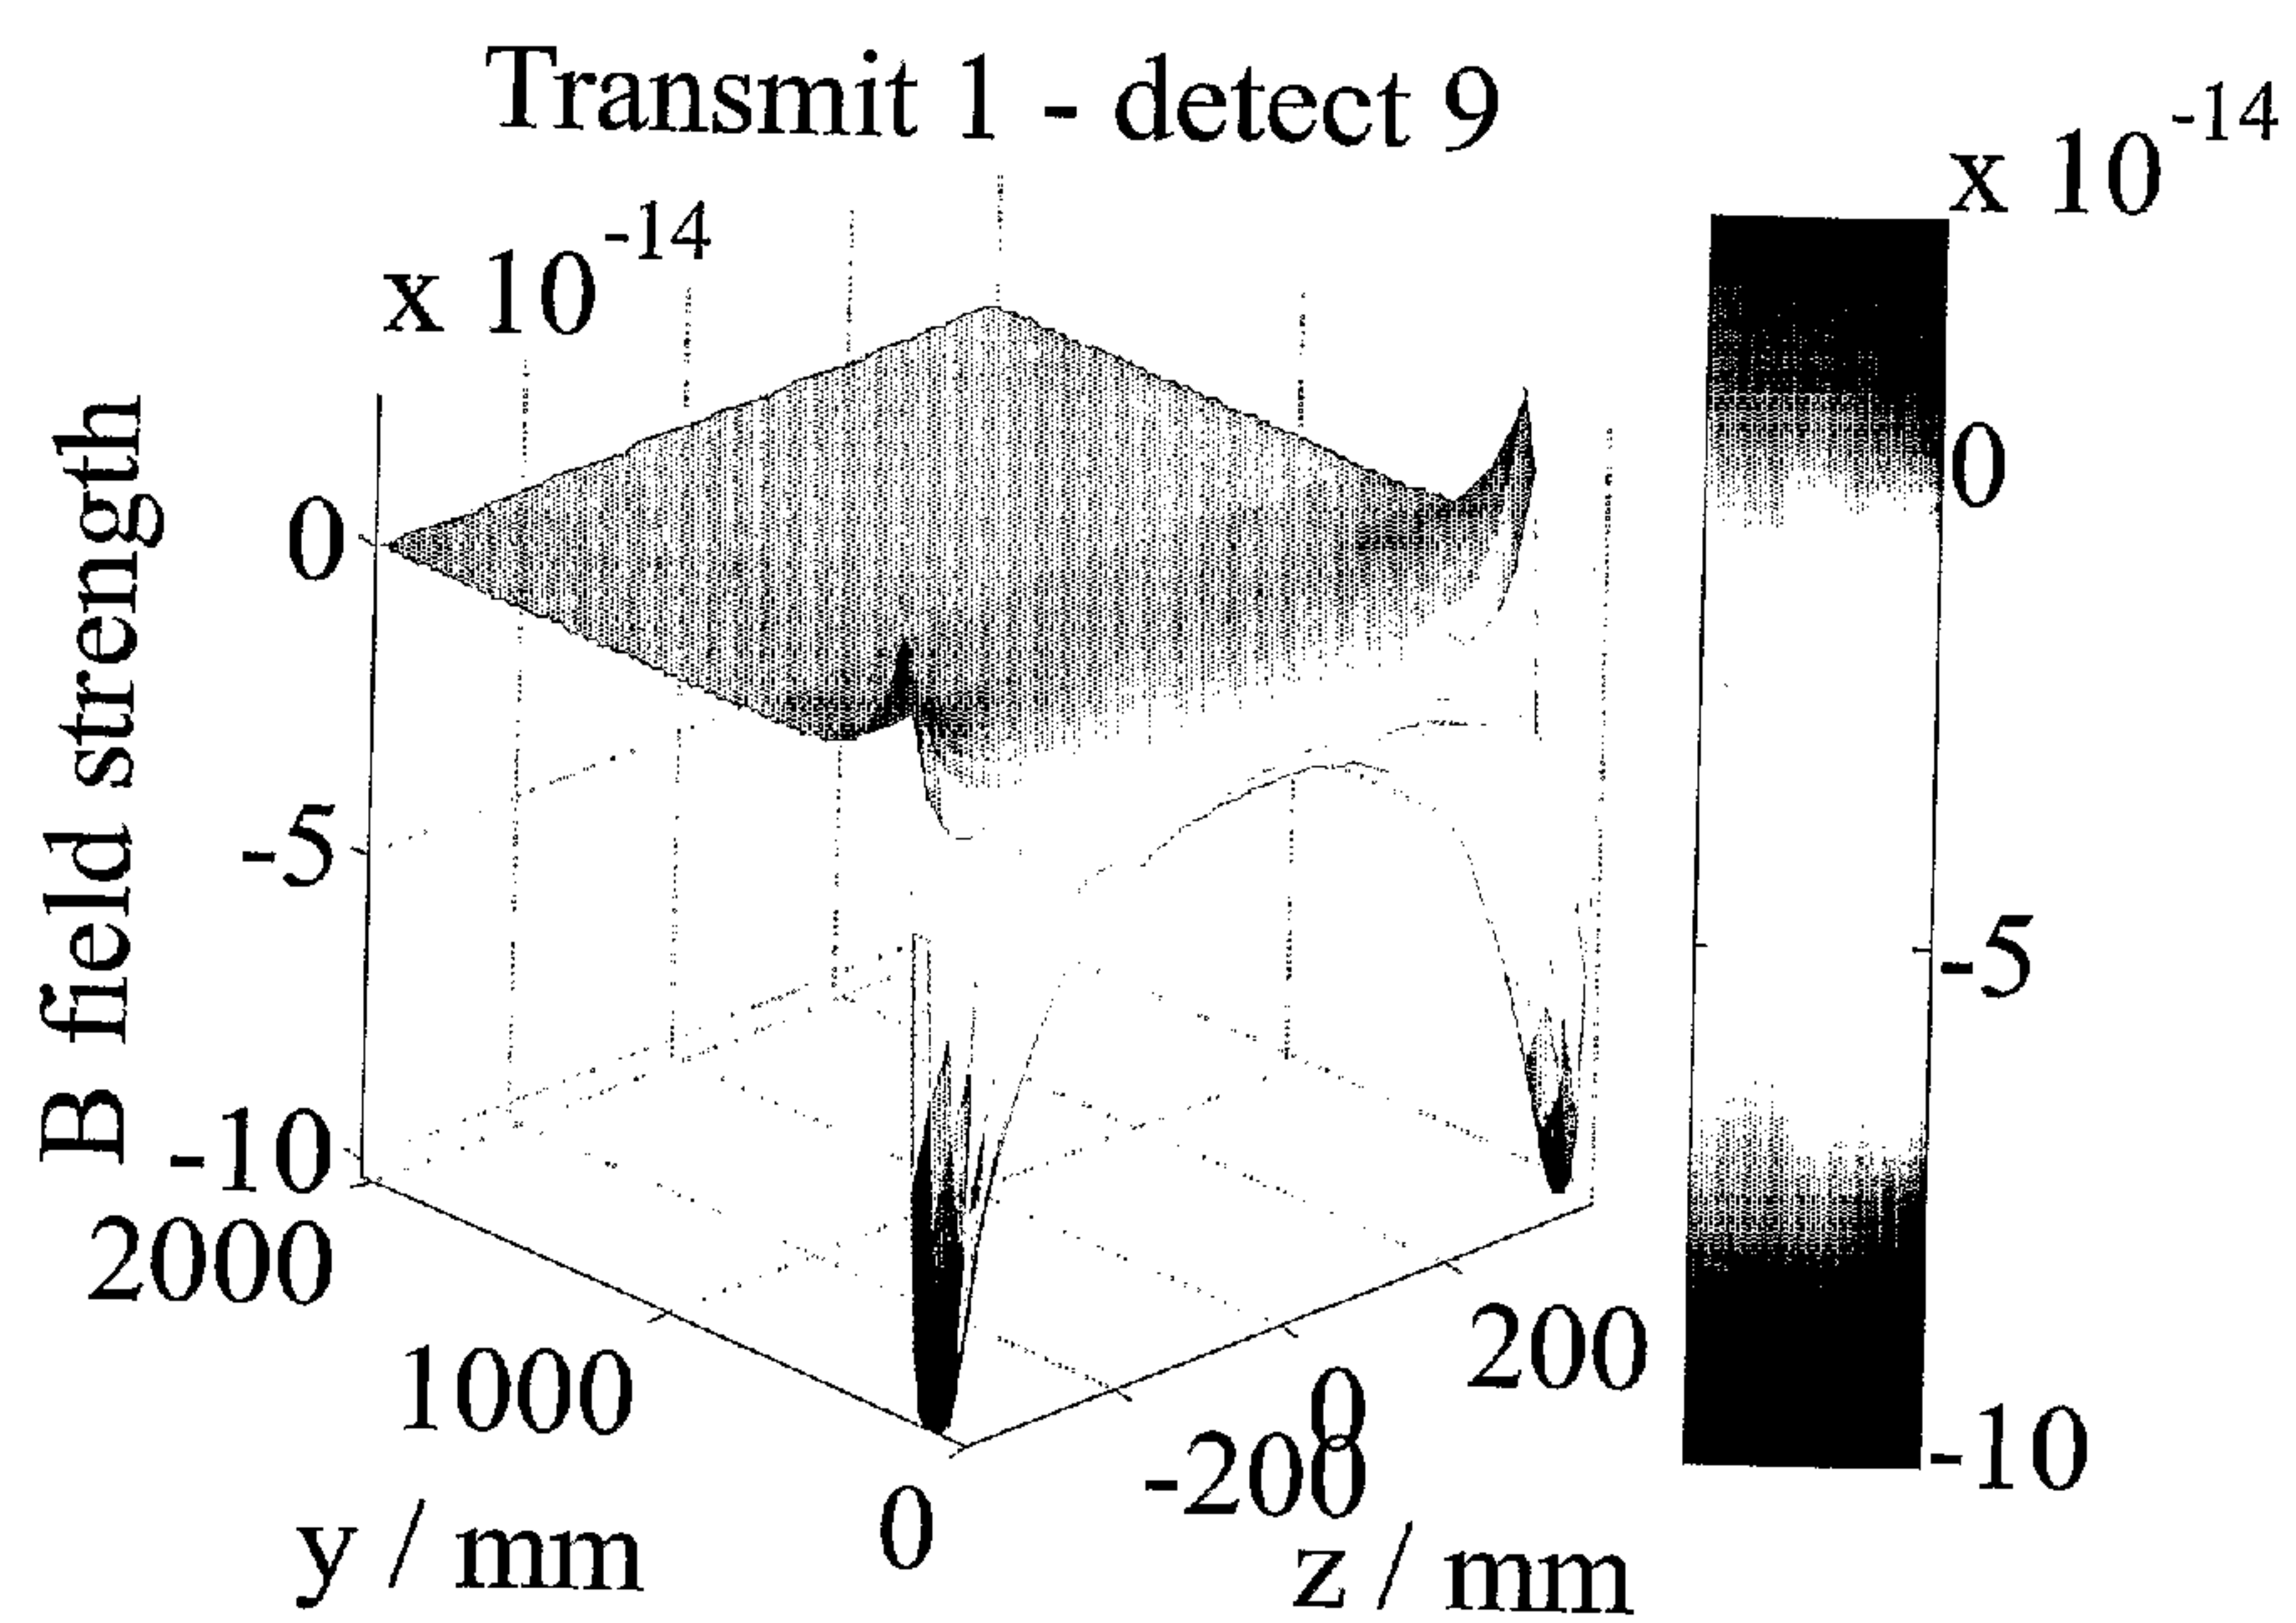 Transmit 1 - detect 9
x 10^-14
x 10^-14
B field strength
0
-5
-10
2000
1000
0
y / mm
-200
0
200
z / mm
0
-5
-10